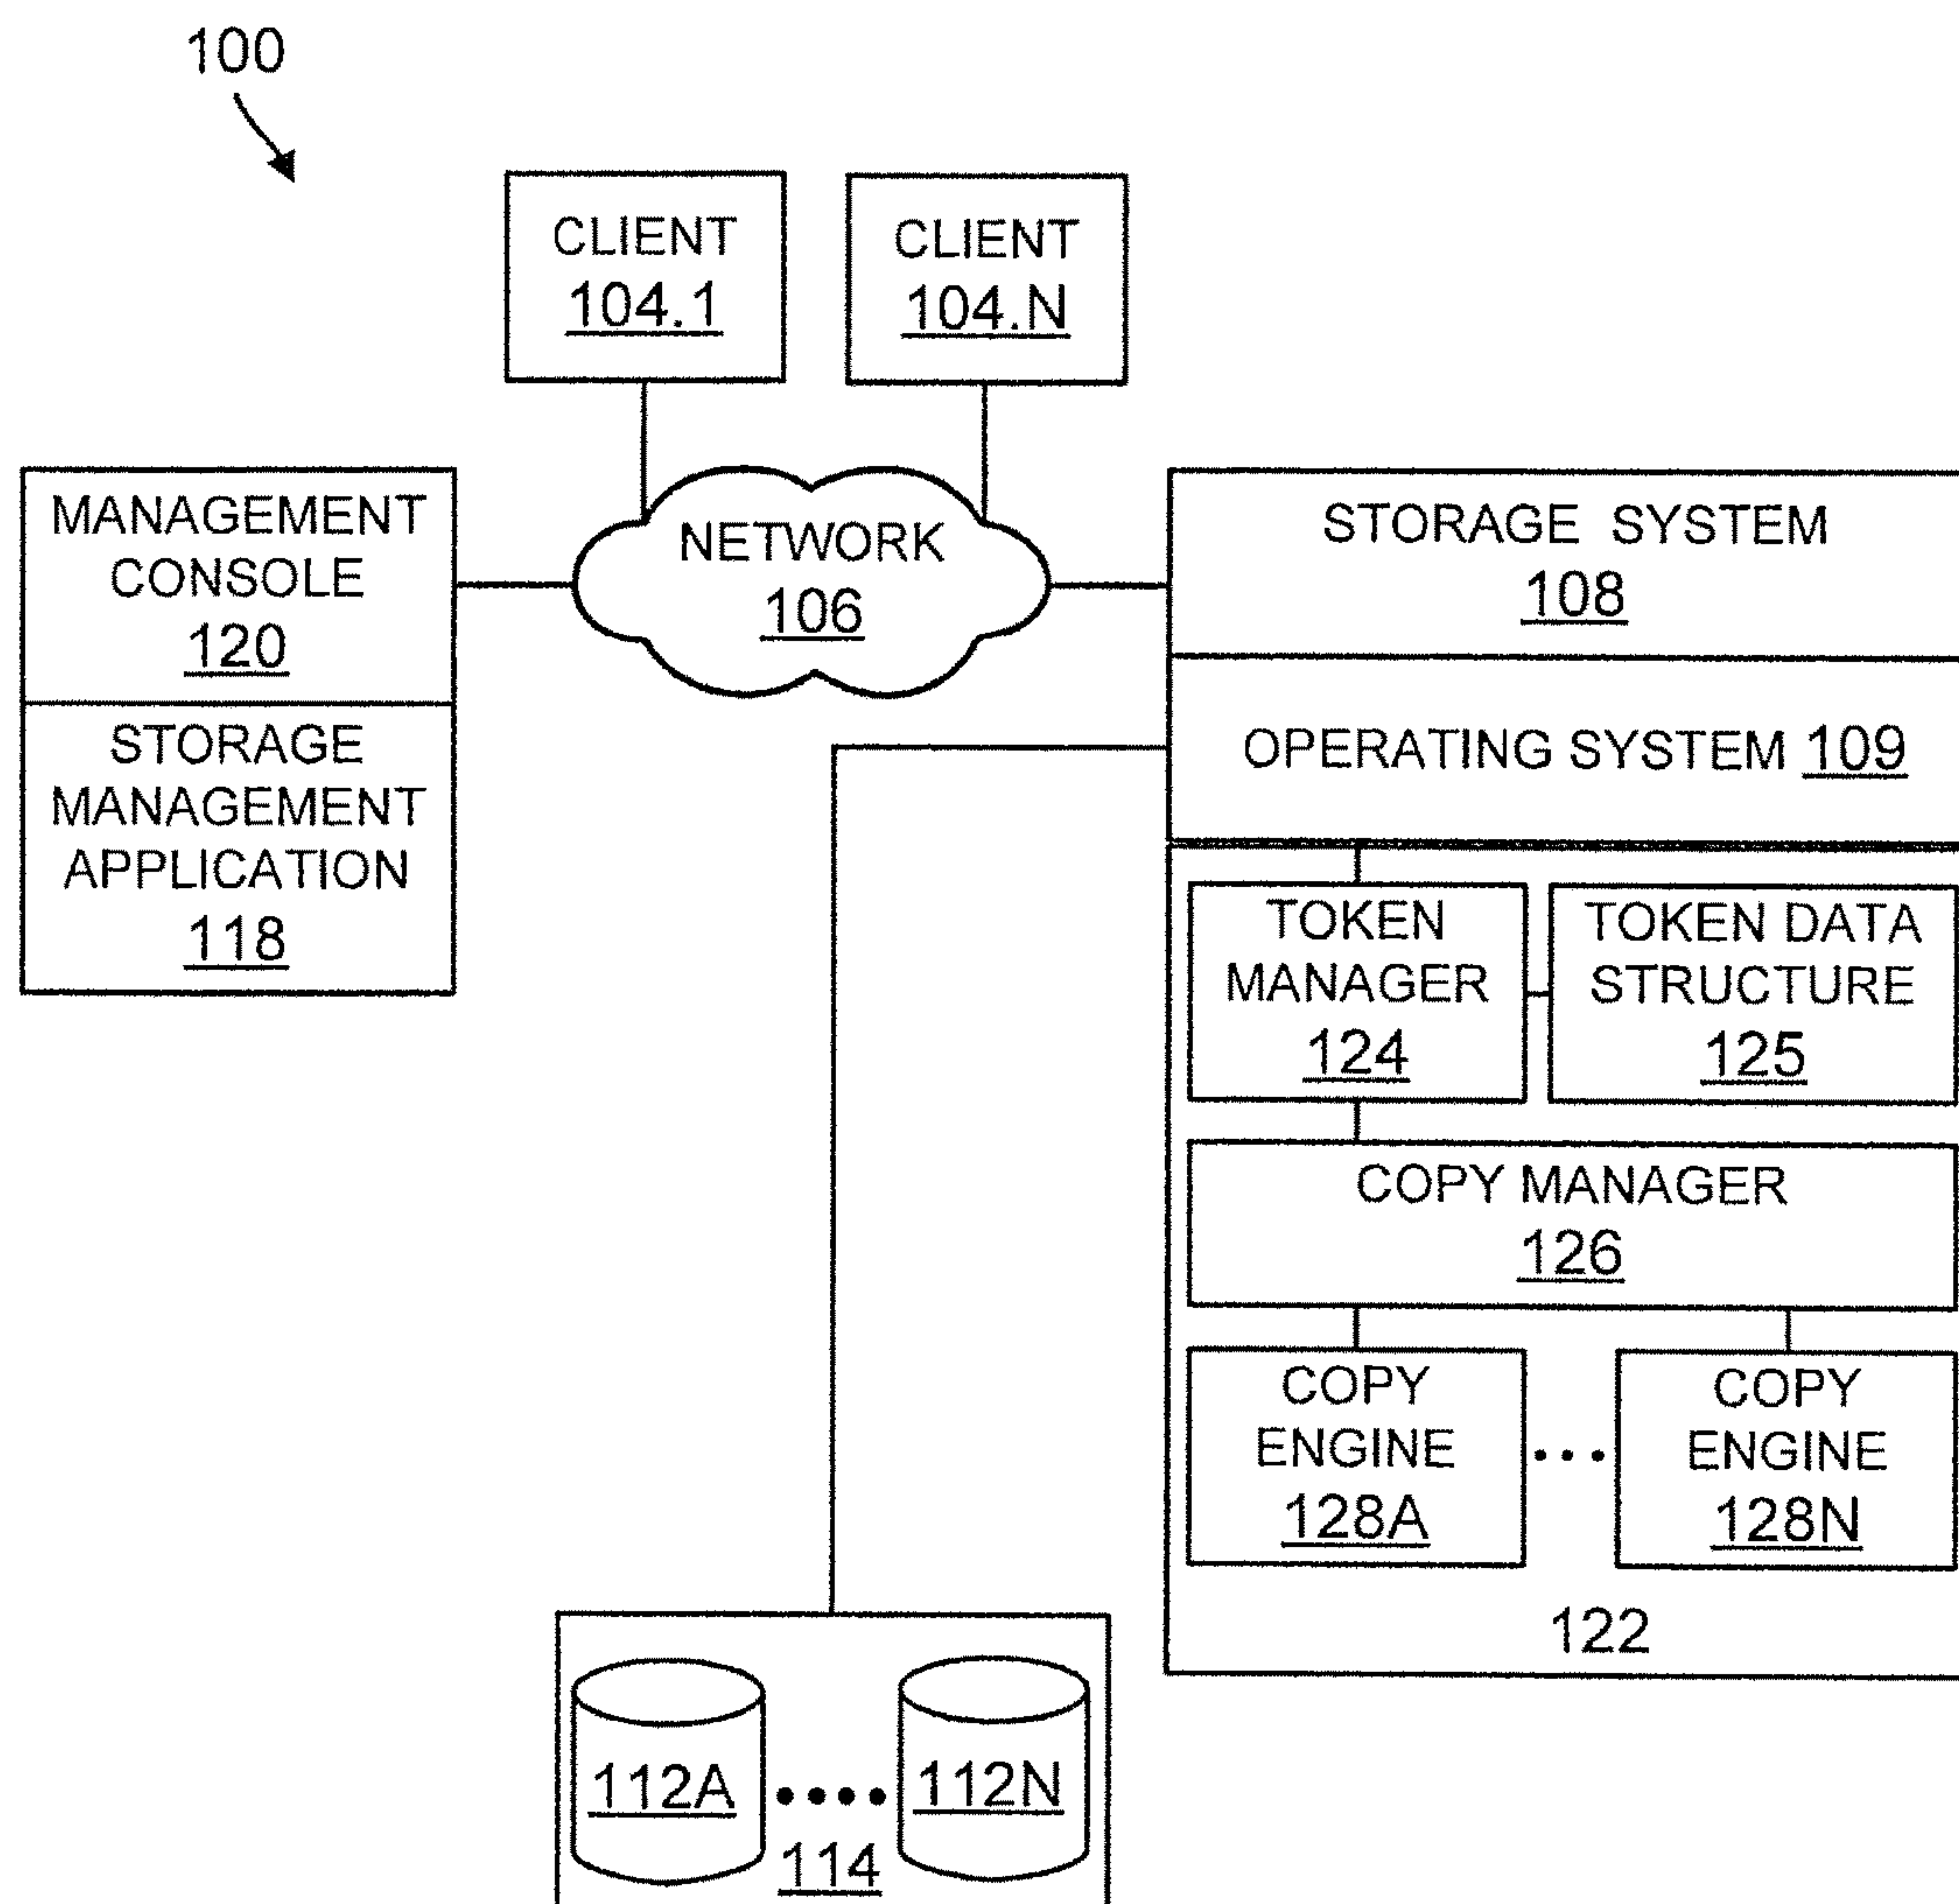 100
CLIENT
104.1
CLIENT
104.N
MANAGEMENT
CONSOLE
120
STORAGE
MANAGEMENT
APPLICATION
118
NETWORK
106
STORAGE SYSTEM
108
OPERATING SYSTEM 109
TOKEN
MANAGER
124
TOKEN DATA
STRUCTURE
125
COPY MANAGER
126
COPY
ENGINE
128A
...
COPY
ENGINE
128N
122
112A
....
112N
114